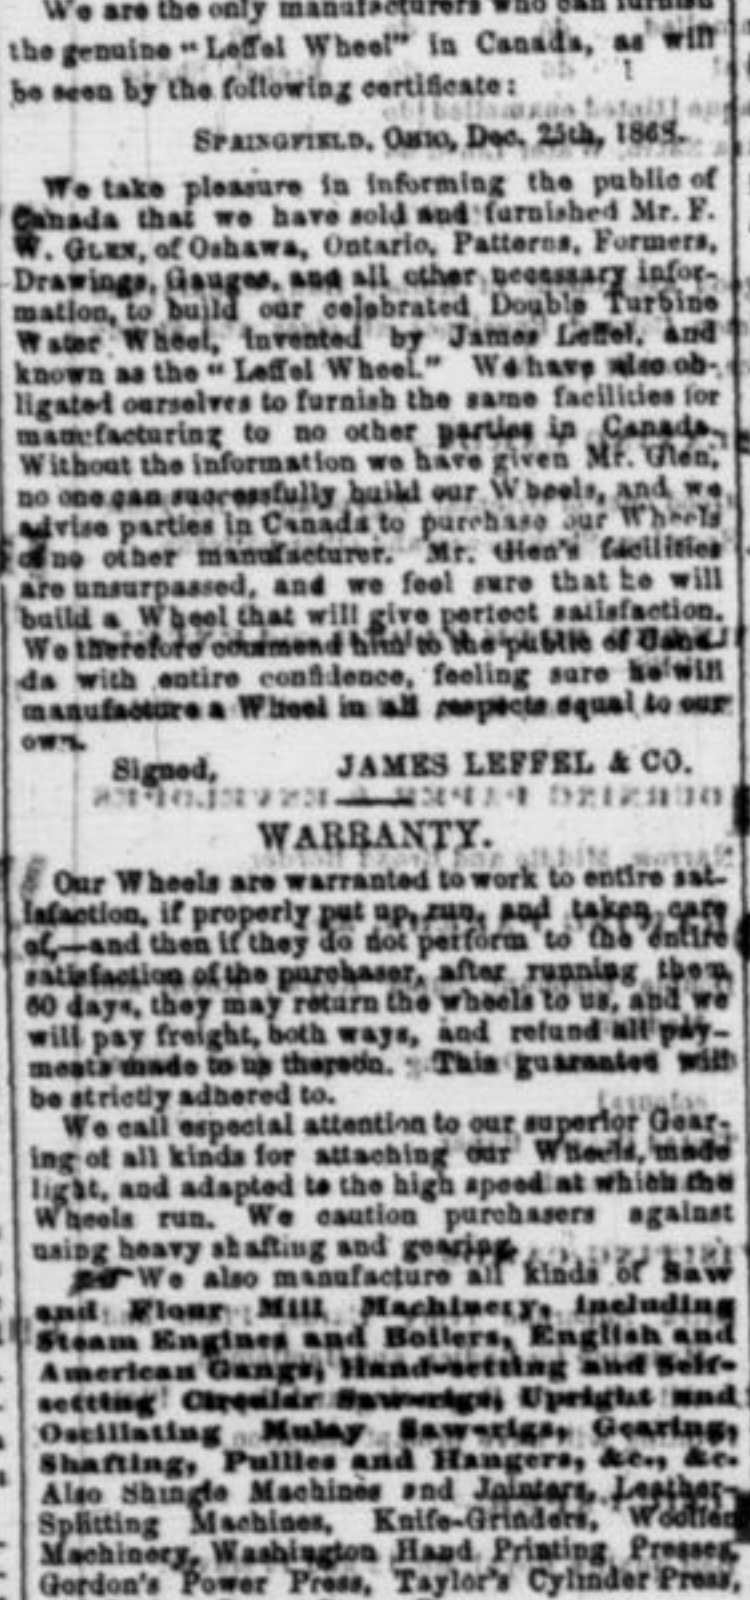 We are the only manufacturers who can furnish
the genuine "Leffel Wheel" in Canada, as will
be seen by the following certificate:
SPRINGFIELD, OHIO, Dec. 25th, 1868.
We take pleasure in informing the public of
Canada that we have sold and furnished Mr. F.
W. GLEN, of Oshawa, Ontario, Patterns, Formers,
Drawings, Gauges, and all other necessary infor-
mation, to build our celebrated Double Turbine
Water Wheel, invented by James Leffel, and
known as the "Leffel Wheel." We have also ob-
ligated ourselves to furnish the same facilities for
manufacturing to no other parties in Canada.
Without the information we have given Mr. Glen,
no one can successfully build our Wheels, and we
advise parties in Canada to purchase our Wheels
of no other manufacturer. Mr. Glen's facilities
are unsurpassed, and we feel sure that he will
build a Wheel that will give perfect satisfaction.
We therefore commend him to the public of Cana-
da with entire confidence, feeling sure he will
manufacture a Wheel in all respects equal to our
own.
Signed, JAMES LEFFEL & CO.
WARRANTY.
Our Wheels are warranted to work to entire sat-
isfaction, if properly put up, run, and taken care
of,—and then if they do not perform to the entire
satisfaction of the purchaser, after running them
60 days, they may return the wheels to us, and we
will pay freight, both ways, and refund all pay-
ments made to us thereon. This guarantee will
be strictly adhered to.
We call especial attention to our superior Gear-
ing of all kinds for attaching our Wheels, made
light, and adapted to the high speed at which the
Wheels run. We caution purchasers against
using heavy shafting and gearing.
We also manufacture all kinds of Saw
and Flour Mill Machinery, including
Steam Engines and Boilers, English and
American Gangs, Hand-setting and Self-
setting Circular Saw-rigs, Upright and
Oscillating Mulay Saw-rigs, Gearing,
Shafting, Pullies and Hangers, &c., &c.
Also Shingle Machines and Jointers, Leather-
Splitting Machines, Knife-Grinders, Woollen
Machinery, Washington Hand Printing Presses,
Gordon's Power Press, Taylor's Cylinder Press,